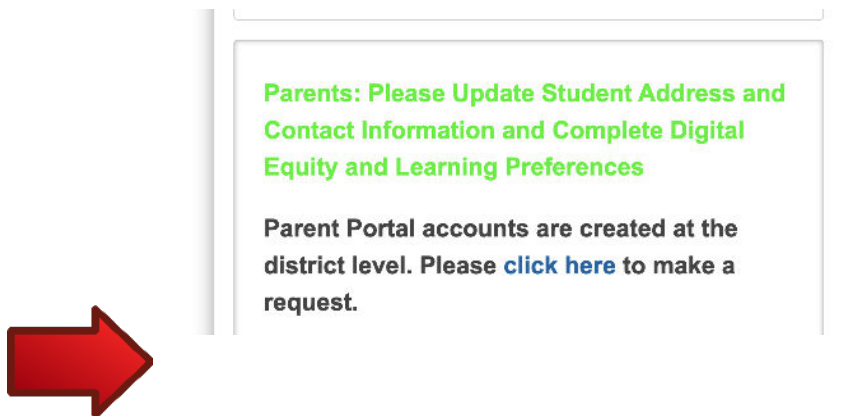 Parents: Please Update Student Address and
Contact Information and Complete Digital
Equity and Learning Preferences
Parent Portal accounts are created at the
district level. Please click here to make a
request.